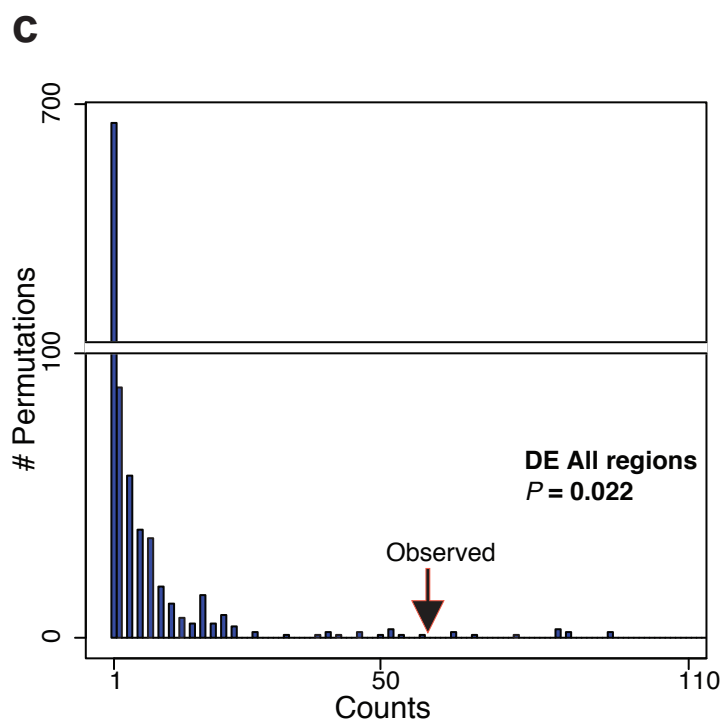 c
700
100
0
# Permutations
DE All regions
P = 0.022
Observed
1 50 110
Counts